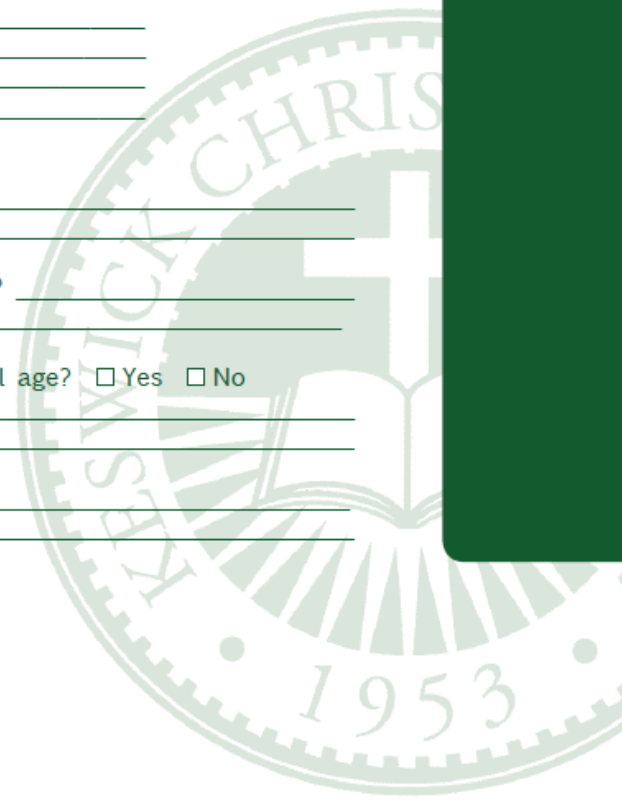 KESWICK CHRIS
l age? ☐ Yes ☐ No
1953